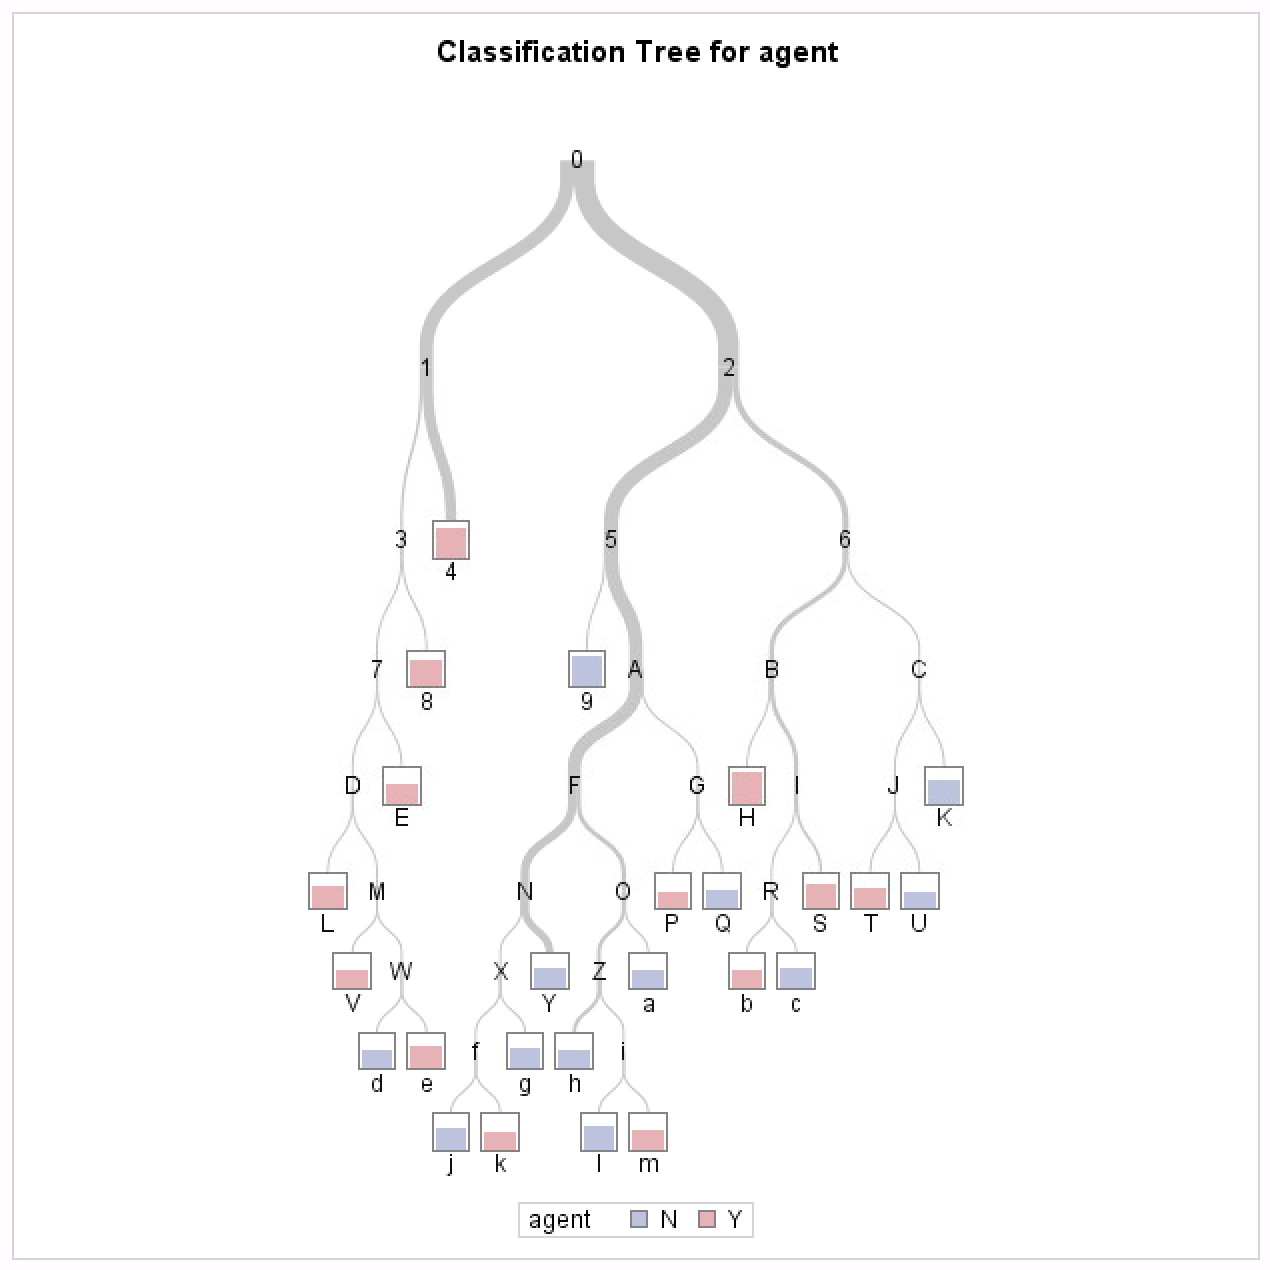 Classification Tree for agent
0
1 2
3 4 5 6
7 8 9 A B C
D E F G H I J K
L M N O P Q R S T U
V W X Y Z a b c
d e f g h i
j k l m
agent N Y